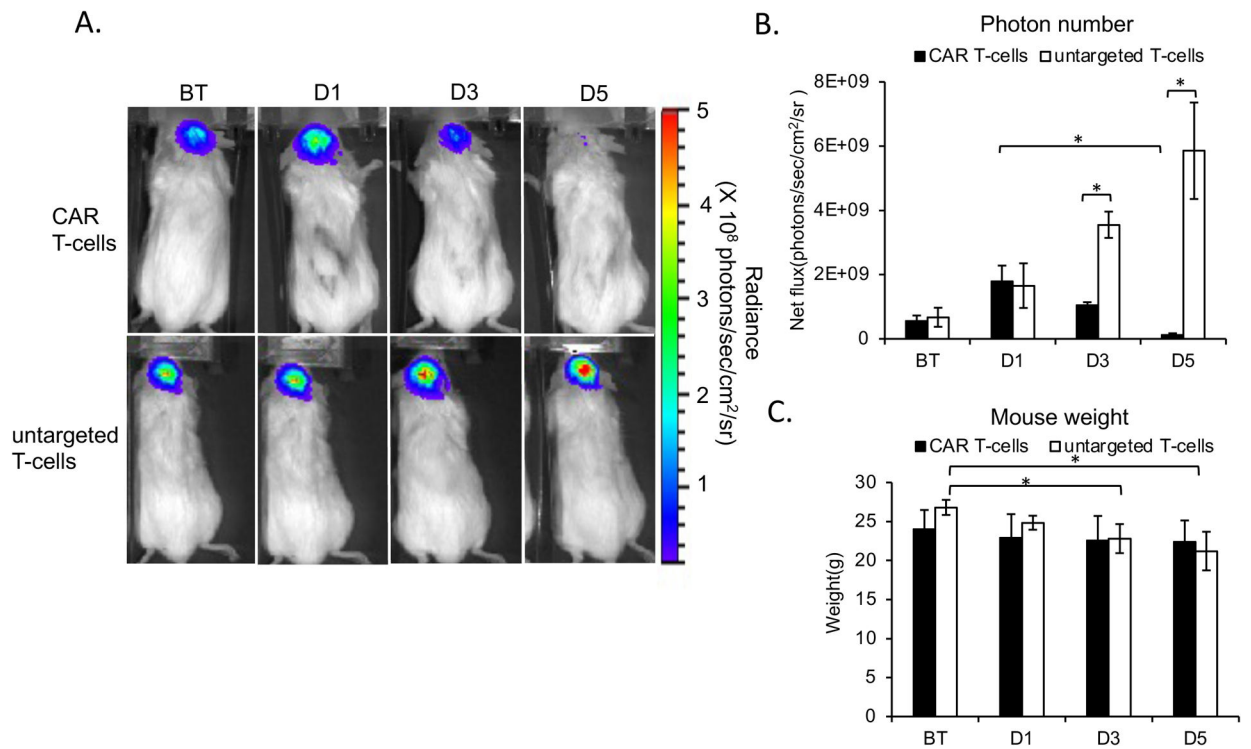 A.
BT D1 D3 D5
CAR
T-cells
untargeted
T-cells
5
4
3
2
1
Radiance
(X 10⁸ photons/sec/cm²/sr)
B.
Photon number
CAR T-cells untargeted T-cells
Net flux(photons/sec/cm²/sr )
8E+09
6E+09
4E+09
2E+09
0
*
*
*
BT D1 D3 D5
C.
Mouse weight
CAR T-cells untargeted T-cells
*
*
Weight(g)
30
25
20
15
10
5
0
BT D1 D3 D5